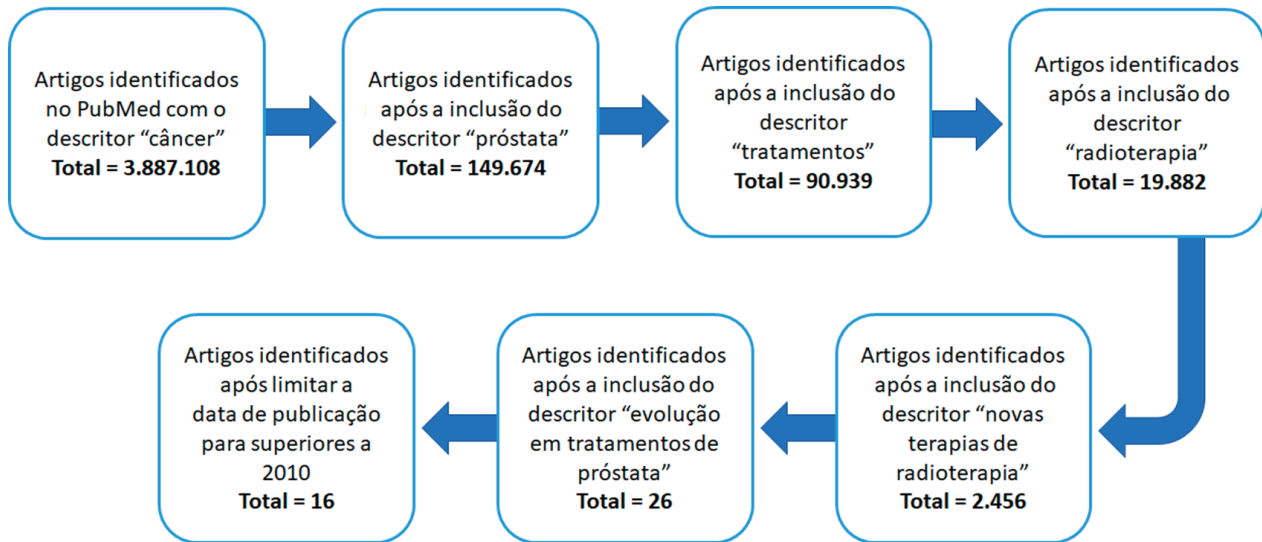 Artigos identificados
no PubMed com o
descritor “câncer”
Total = 3.887.108
Artigos identificados
após a inclusão do
descritor “próstata”
Total = 149.674
Artigos identificados
após a inclusão do
descritor
“tratamentos”
Total = 90.939
Artigos identificados
após a inclusão do
descritor
“radioterapia”
Total = 19.882
Artigos identificados
após a inclusão do
descritor “novas
terapias de
radioterapia”
Total = 2.456
Artigos identificados
após a inclusão do
descritor “evolução
em tratamentos de
próstata”
Total = 26
Artigos identificados
após limitar a
data de publicação
para superiores a
2010
Total = 16